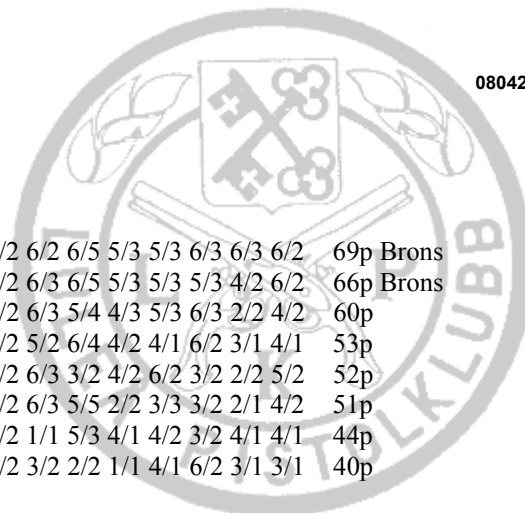 08042
/2 6/2 6/5 5/3 5/3 6/3 6/3 6/2 69p Brons
/2 6/3 6/5 5/3 5/3 5/3 4/2 6/2 66p Brons
/2 6/3 5/4 4/3 5/3 6/3 2/2 4/2 60p
/2 5/2 6/4 4/2 4/1 6/2 3/1 4/1 53p
/2 6/3 3/2 4/2 6/2 3/2 2/2 5/2 52p
/2 6/3 5/5 2/2 3/3 3/2 2/1 4/2 51p
/2 1/1 5/3 4/1 4/2 3/2 4/1 4/1 44p
/2 3/2 2/2 1/1 4/1 6/2 3/1 3/1 40p
PISTOLKLUBB